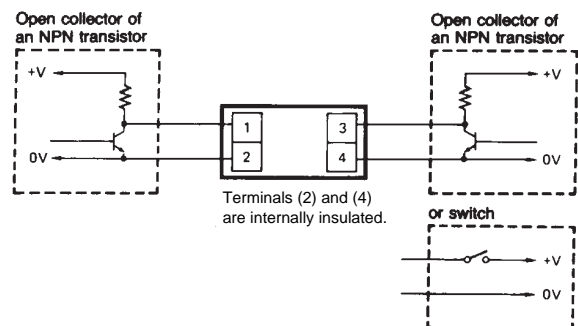 Open collector of
an NPN transistor
+V
0V
1
2
3
4
Terminals (2) and (4)
are internally insulated.
Open collector of
an NPN transistor
+V
0V
or switch
+V
0V